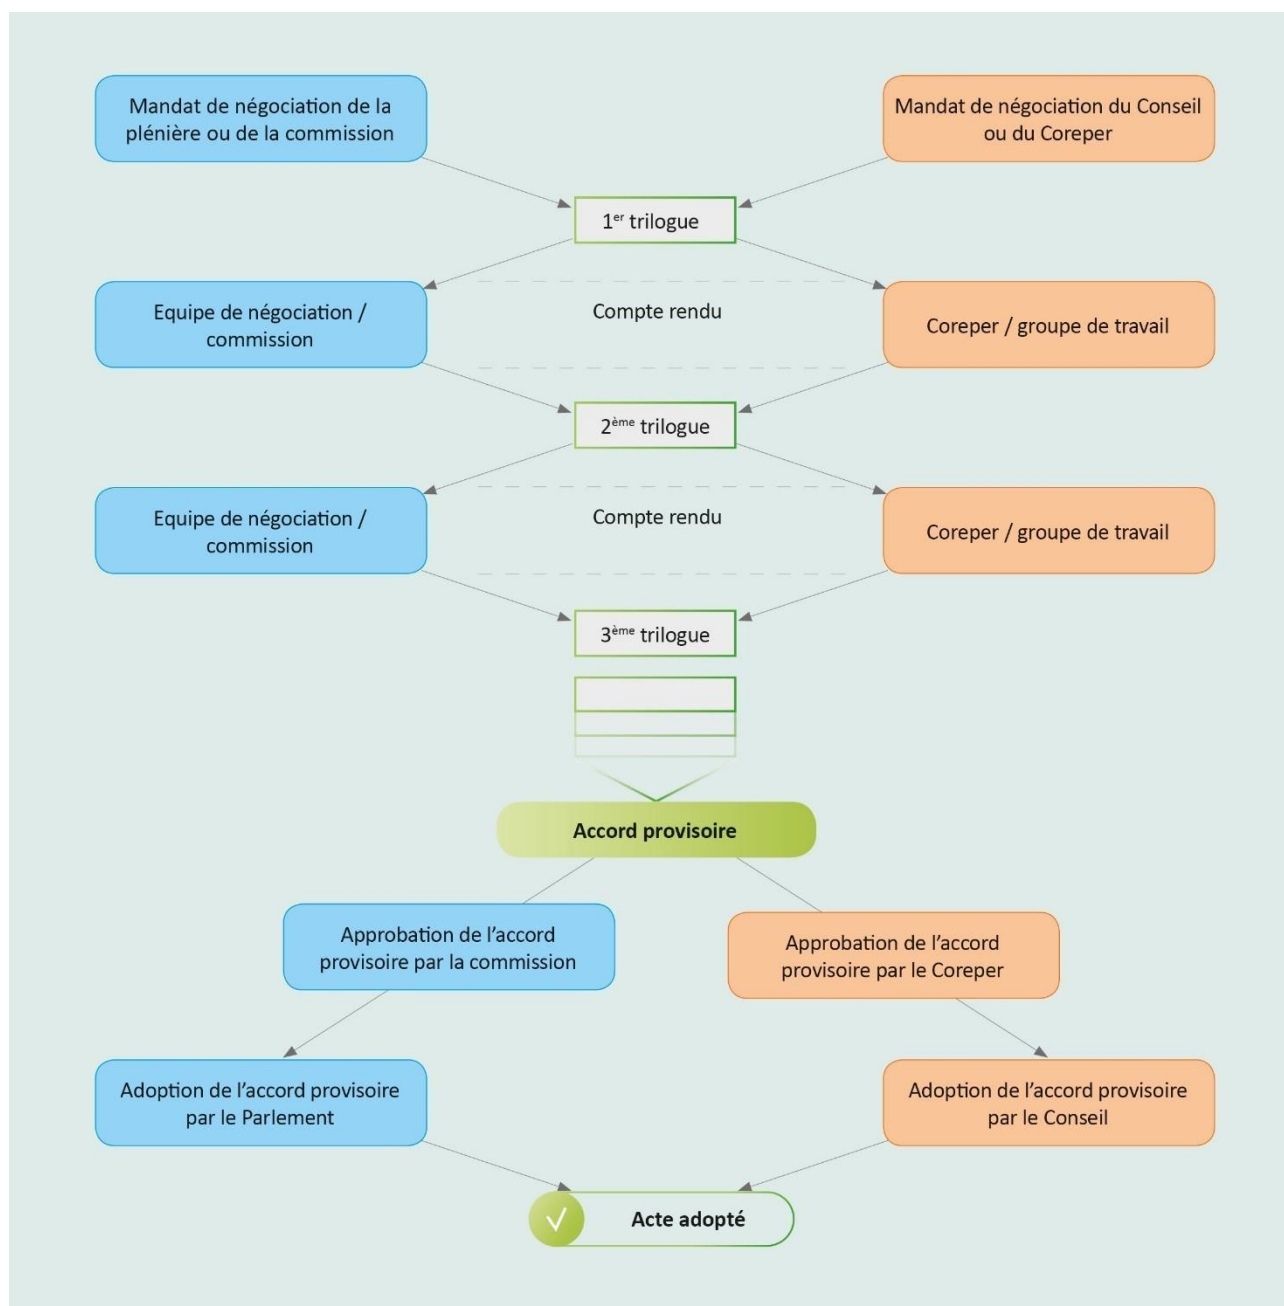 Mandat de négociation de la
plénière ou de la commission
Mandat de négociation du Conseil
ou du Coreper
1er trilogue
Equipe de négociation /
commission
Compte rendu
Coreper / groupe de travail
2ème trilogue
Equipe de négociation /
commission
Compte rendu
Coreper / groupe de travail
3ème trilogue
Accord provisoire
Approbation de l’accord
provisoire par la commission
Approbation de l’accord
provisoire par le Coreper
Adoption de l’accord provisoire
par le Parlement
Adoption de l’accord provisoire
par le Conseil
Acte adopté